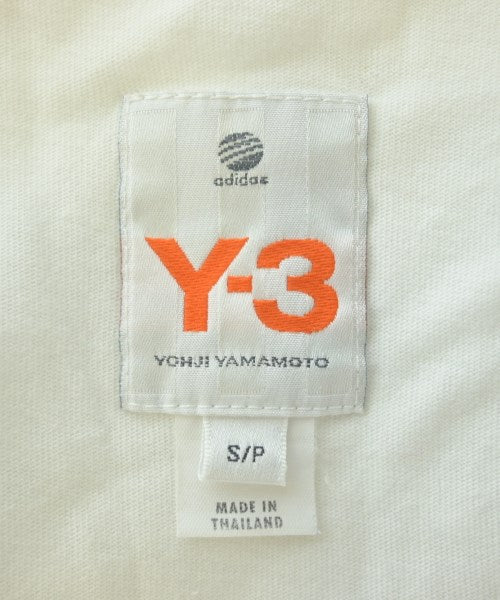 adidas
Y-3
YOHJI YAMAMOTO
S/P
MADE IN
THAILAND